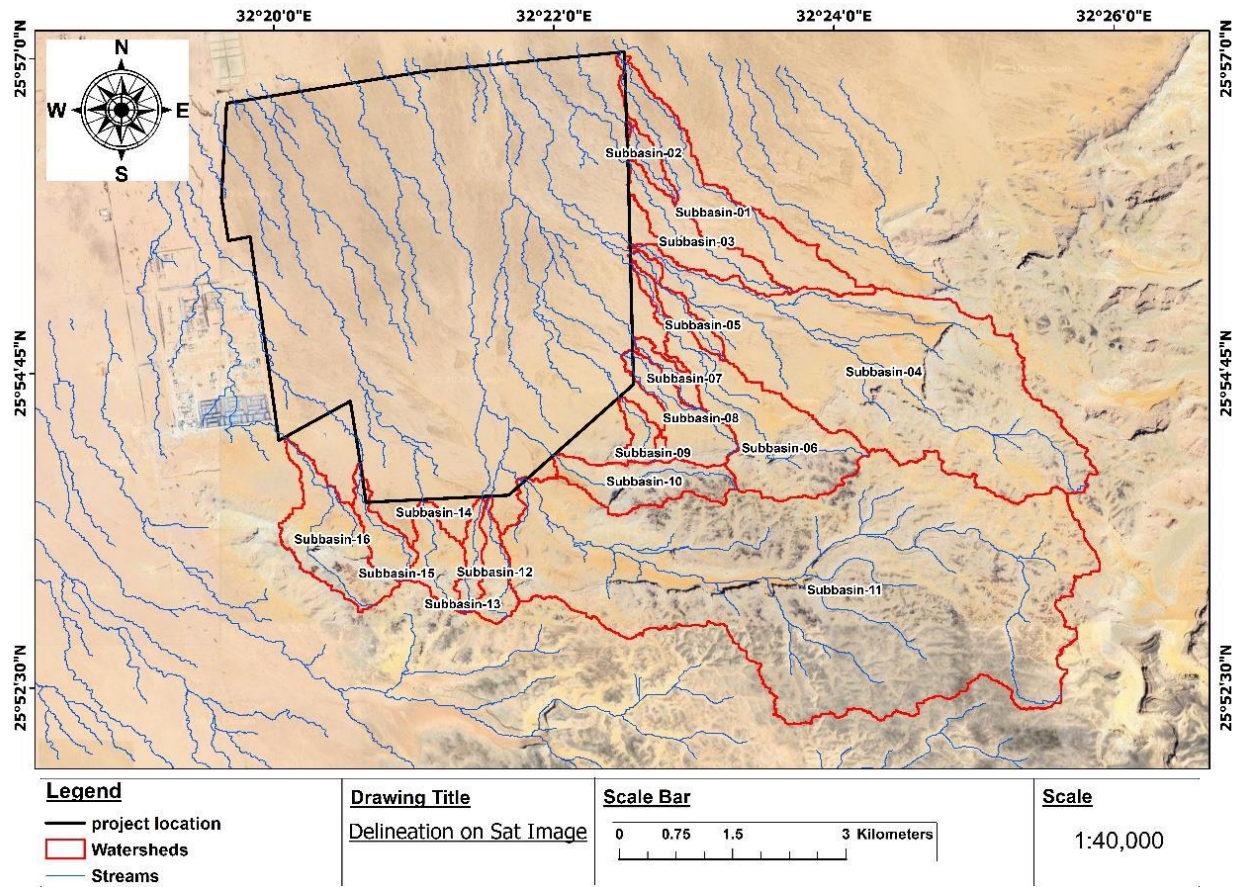 32°20'0"E
32°22'0"E
32°24'0"E
32°26'0"E
25°57'0"N
25°57'0"N
N
W
E
S
Subbasin-02
Subbasin-01
Subbasin-03
Subbasin-05
25°54'45"N
25°54'45"N
Subbasin-04
Subbasin-07
Subbasin-08
Subbasin-06
Subbasin-09
Subbasin-10
Subbasin-14
Subbasin-16
Subbasin-15
Subbasin-12
Subbasin-11
Subbasin-13
25°52'30"N
25°52'30"N
Legend
project location
Watersheds
Streams
Drawing Title
Delineation on Sat Image
Scale Bar
0 0.75 1.5 3 Kilometers
Scale
1:40,000